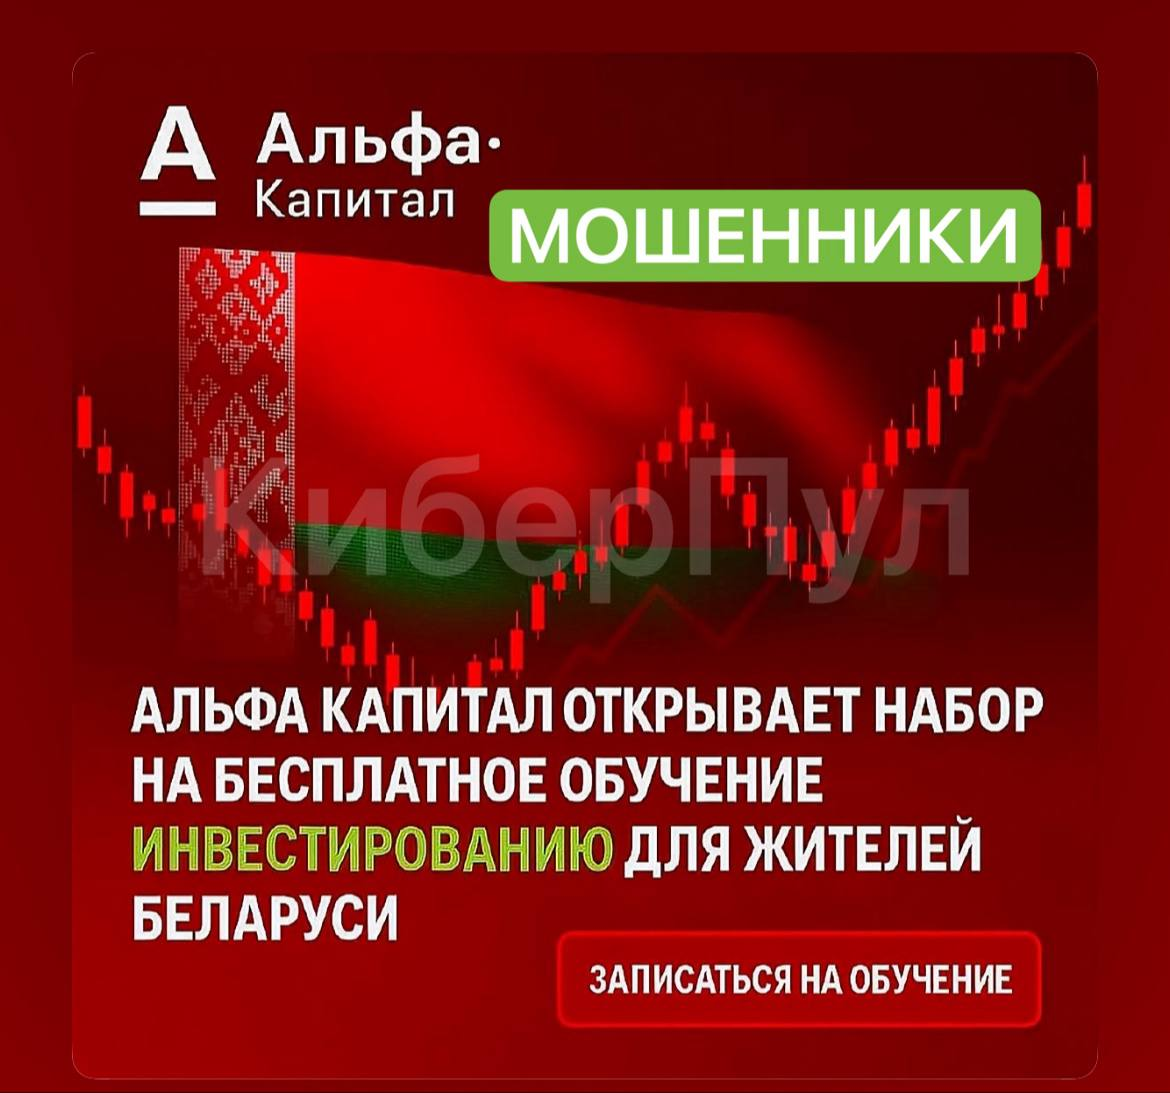 А Альфа·
Капитал
МОШЕННИКИ
КиберПул
АЛЬФА КАПИТАЛ ОТКРЫВАЕТ НАБОР
НА БЕСПЛАТНОЕ ОБУЧЕНИЕ
ИНВЕСТИРОВАНИЮ ДЛЯ ЖИТЕЛЕЙ
БЕЛАРУСИ
ЗАПИСАТЬСЯ НА ОБУЧЕНИЕ